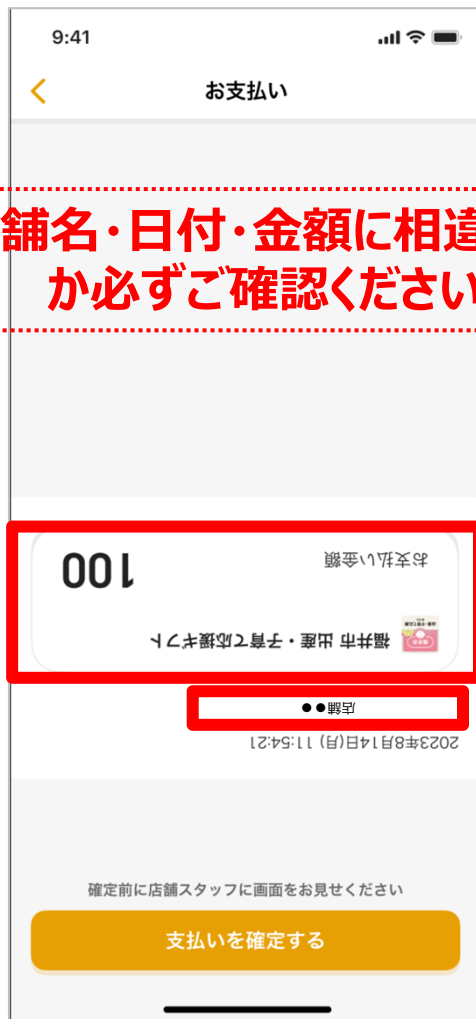 9:41
お支払い
舗名・日付・金額に相違
か必ずご確認ください
2023年8月14日(月) 11:54:21
店舗●●
福井市 出産・子育て応援ギフト
お支払い金額
100
確定前に店舗スタッフに画面をお見せください
支払いを確定する